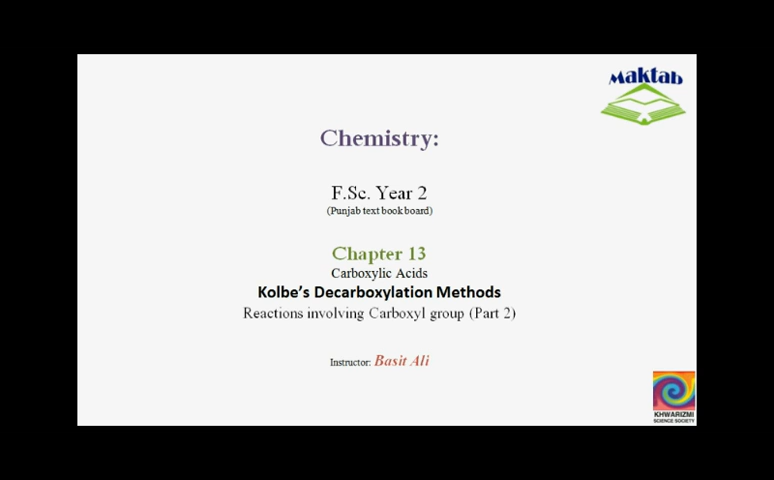 Maktab
Chemistry:
F.Sc. Year 2
(Punjab text book board)
Chapter 13
Carboxylic Acids
Kolbe's Decarboxylation Methods
Reactions involving Carboxyl group (Part 2)
Instructor: Basit Ali
KHWARIZMI
SCIENCE SOCIETY